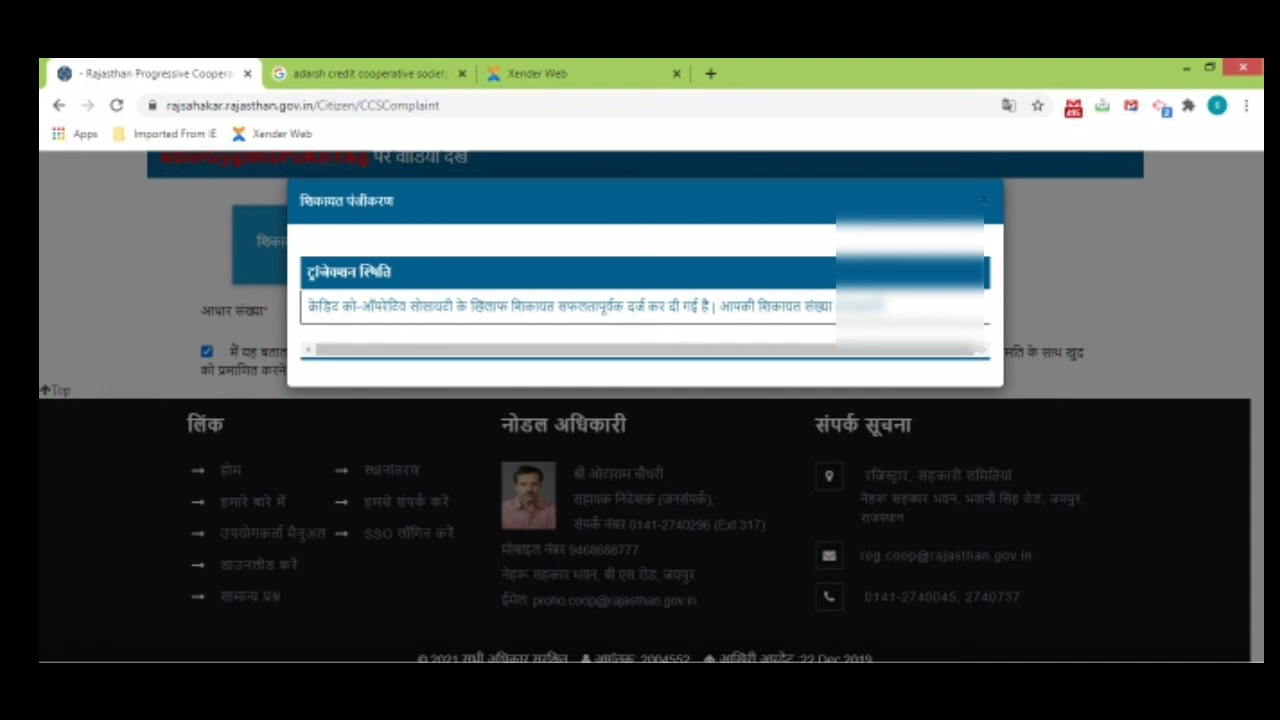 - Rajasthan Progressive Coopera
adarsh credit cooperative societ
Xender Web
rajsahakar.rajasthan.gov.in/Citizen/CCSComplaint
Apps
Imported From IE
Xender Web
पर वीडियो देखें
शिकायत पंजीकरण
ट्रांजेक्शन स्थिति
क्रेडिट को-ऑपरेटिव सोसायटी के खिलाफ शिकायत सफलतापूर्वक दर्ज कर दी गई है | आपकी शिकायत संख्या
आधार संख्या*
में यह बताता
मति के साथ खुद
को प्रमाणित करने
Top
लिंक
होम
स्थानांतरण
हमारे बारे में
हमसे संपर्क करें
उपयोगकर्ता मैनुअल
SSO लॉगिन करें
डाउनलोड करें
सामान्य प्रश्न
नोडल अधिकारी
श्री ओटाराम चौधरी
सहायक निदेशक (जनसंपर्क),
संपर्क नंबर 0141-2740296 (Ext 317)
मोबाइल नंबर 9468688777
नेहरू सहकार भवन, बी.एस.रोड, जयपुर
ईमेल: proho.coop@rajasthan.gov.in
संपर्क सूचना
रजिस्ट्रार, सहकारी समितियां
नेहरू सहकार भवन, भवानी सिंह रोड, जयपुर,
राजस्थान
reg.coop@rajasthan.gov.in
0141-2740045, 2740737
© 2021 सभी अधिकार सुरक्षित
आगंतुक: 2004552
आखिरी अपडेट :22 Dec 2019